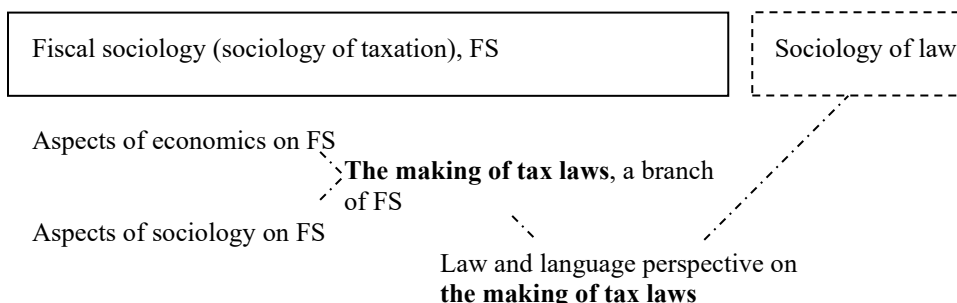 Fiscal sociology (sociology of taxation), FS
Sociology of law
Aspects of economics on FS
The making of tax laws, a branch
of FS
Aspects of sociology on FS
Law and language perspective on
the making of tax laws